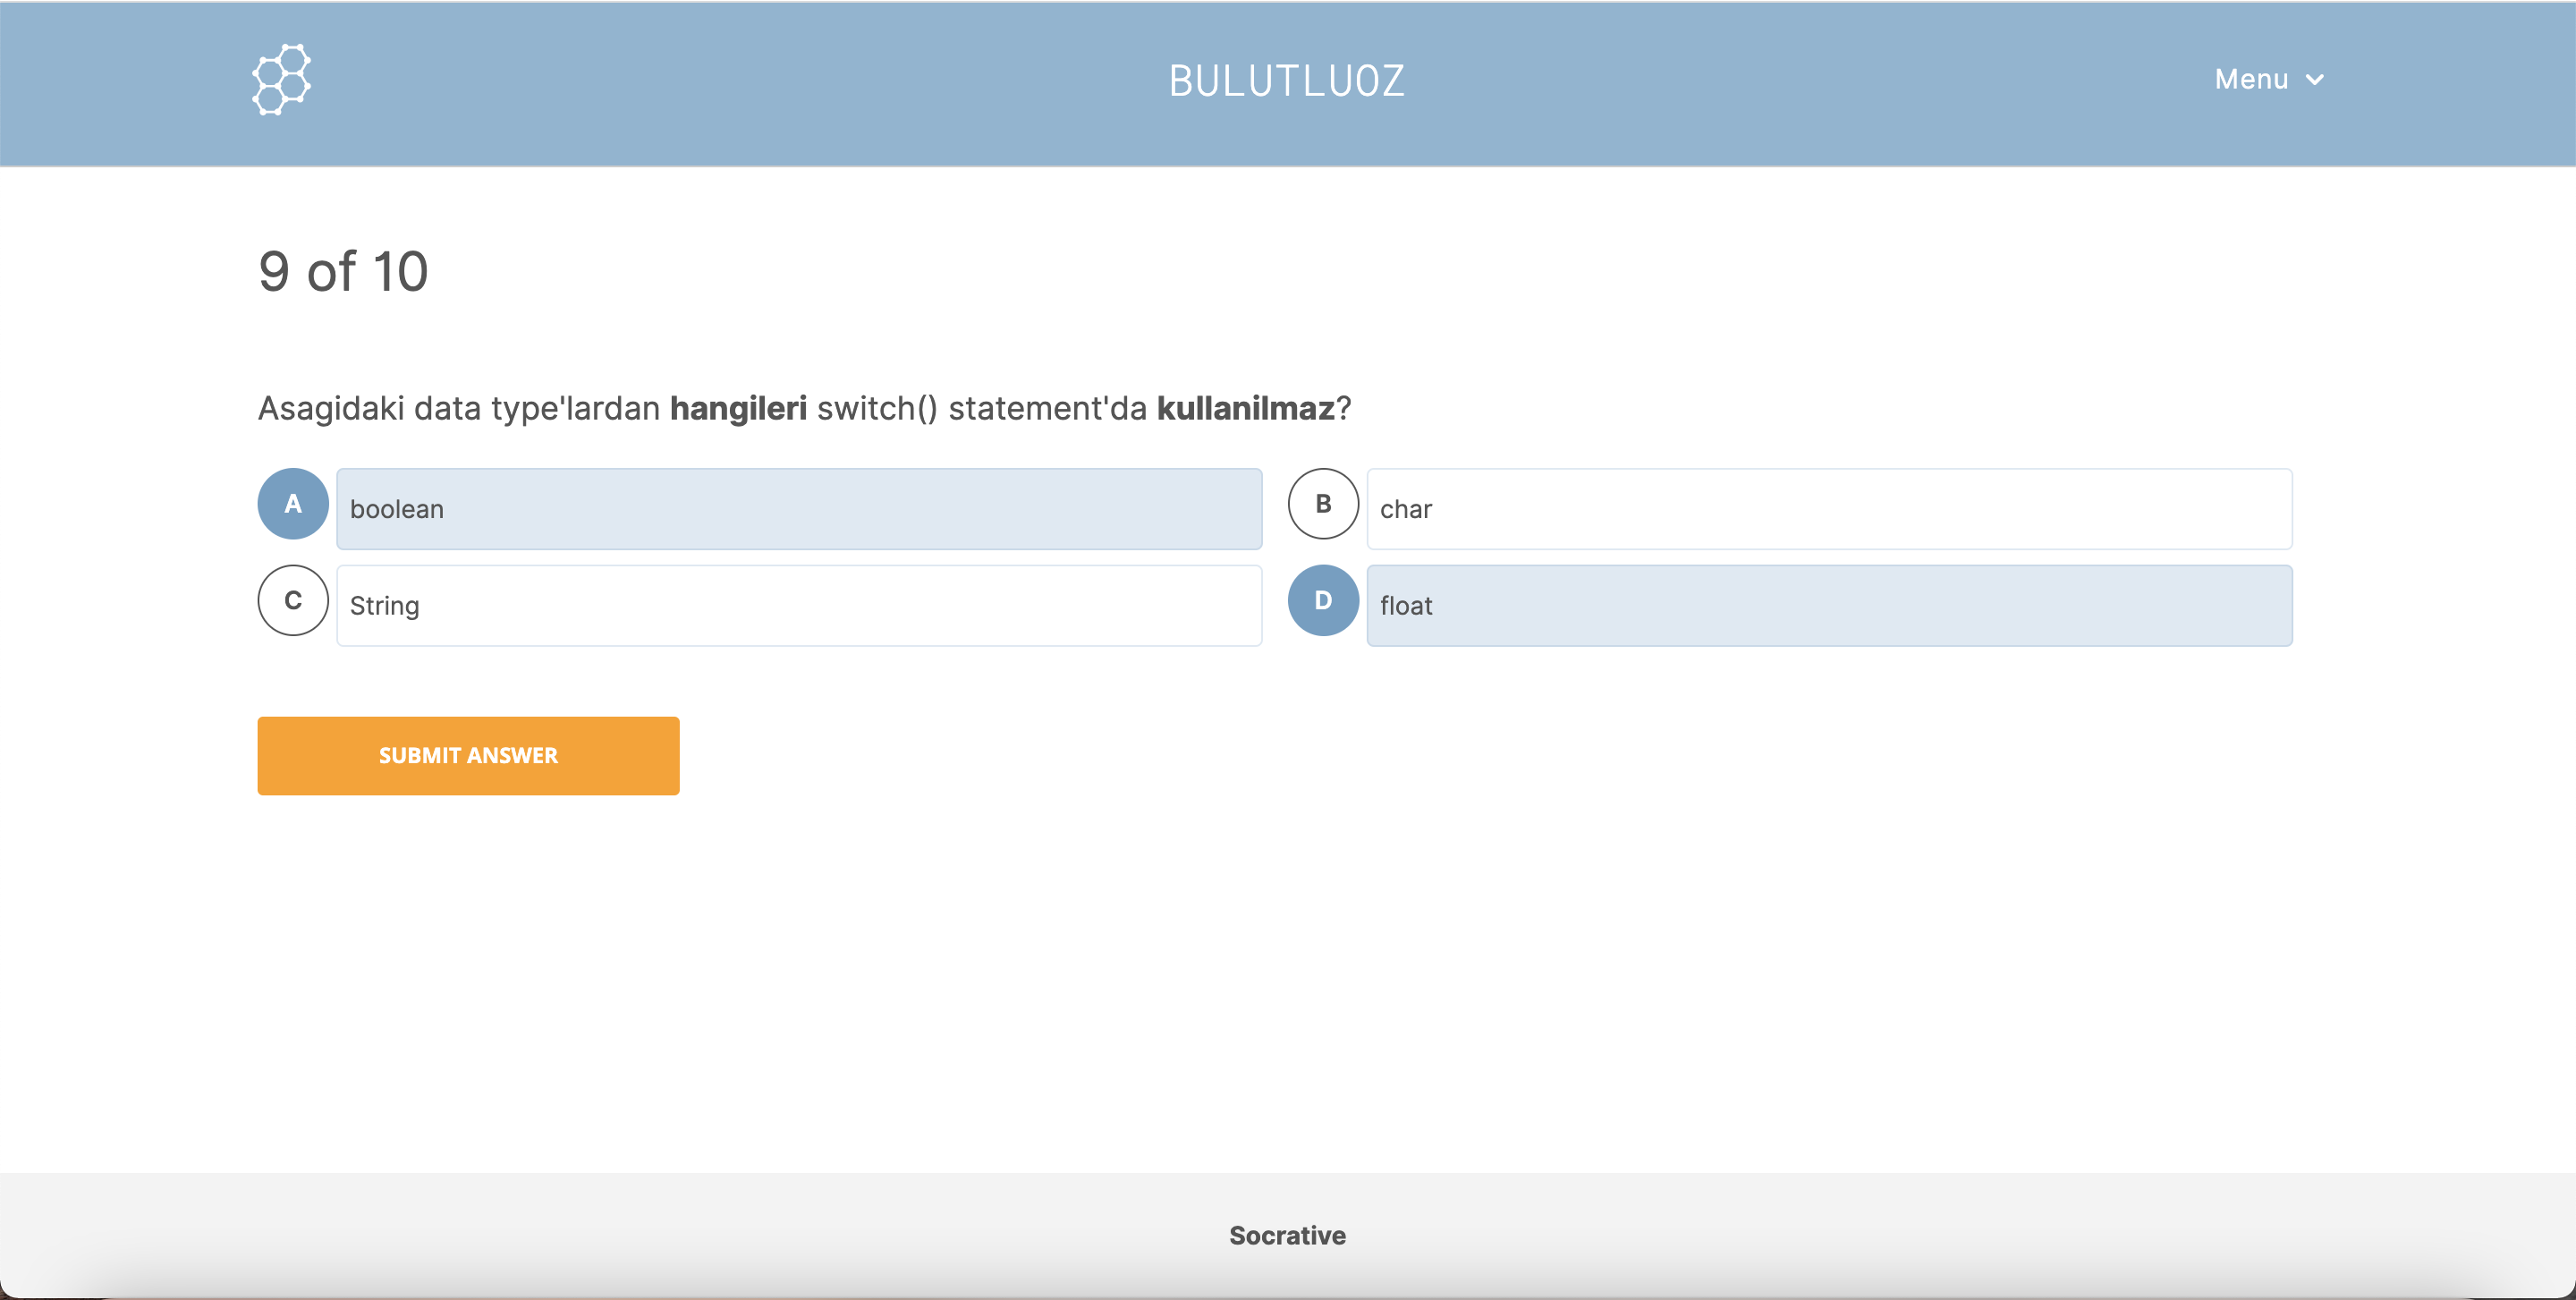 BULUTLUOZ
Menu
9 of 10
Asagidaki data type'lardan hangileri switch() statement'da kullanilmaz?
A boolean
B char
C String
D float
SUBMIT ANSWER
Socrative